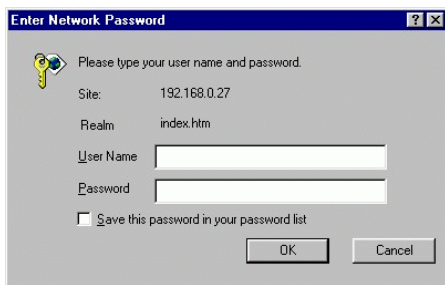 Enter Network Password
Please type your user name and password.
Site: 192.168.0.27
Realm index.htm
User Name
Password
Save this password in your password list
OK Cancel